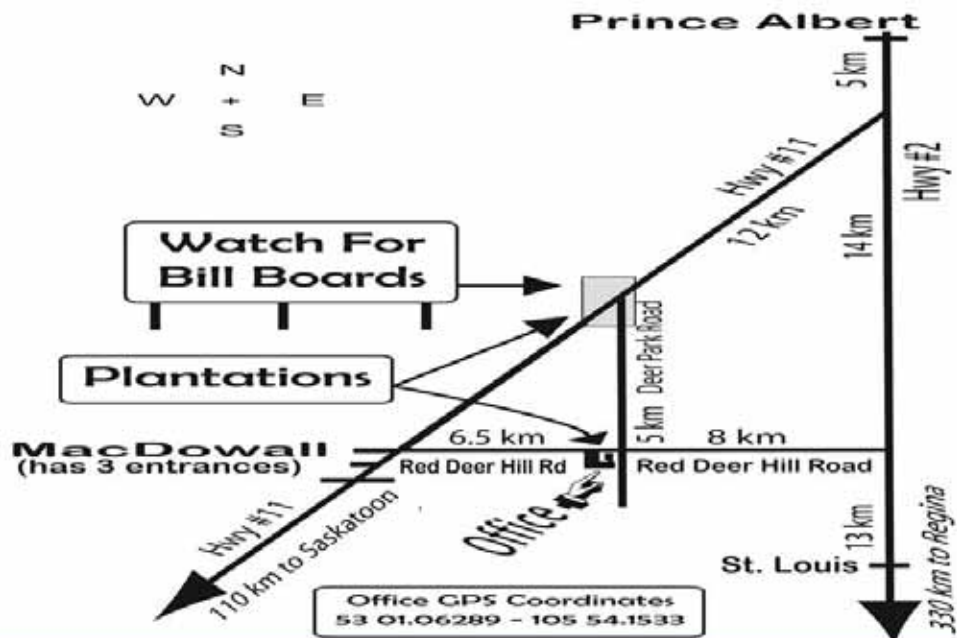 Prince Albert
N
W + E
S
5 km
Hwy #11
12 km
Hwy #2
14 km
Watch For
Bill Boards
Plantations
5 km Deer Park Road
MacDowall
(has 3 entrances)
6.5 km
8 km
Red Deer Hill Rd
Red Deer Hill Road
Office
Hwy #11
110 km to Saskatoon
13 km
St. Louis
330 km to Regina
Office GPS Coordinates
53 01.06289 - 105 54.1533